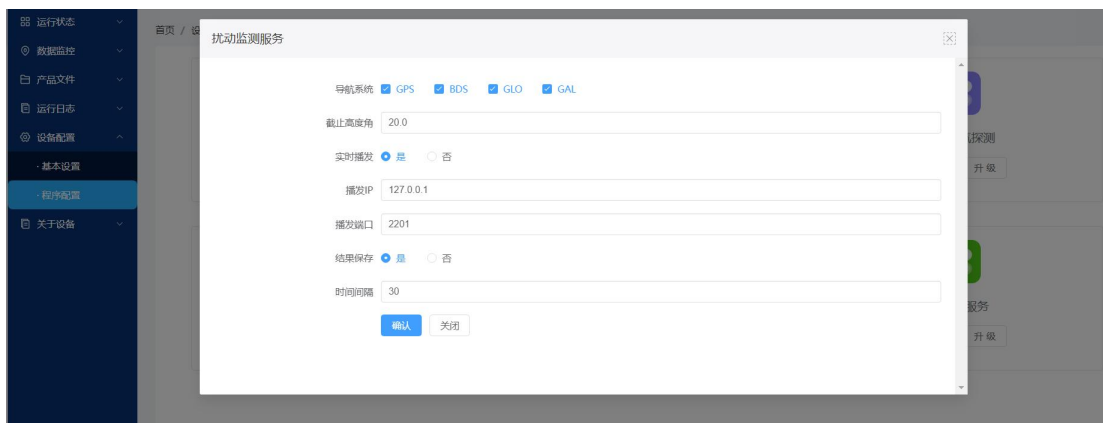 运行状态
数据监控
产品文件
运行日志
设备配置
· 基本设置
· 程序配置
关于设备
首页 / 设
扰动监测服务
导航系统 GPS BDS GLO GAL
截止高度角 20.0
实时播发 是 否
播发IP 127.0.0.1
播发端口 2201
结果保存 是 否
时间间隔 30
确认 关闭
探测
升级
服务
升级